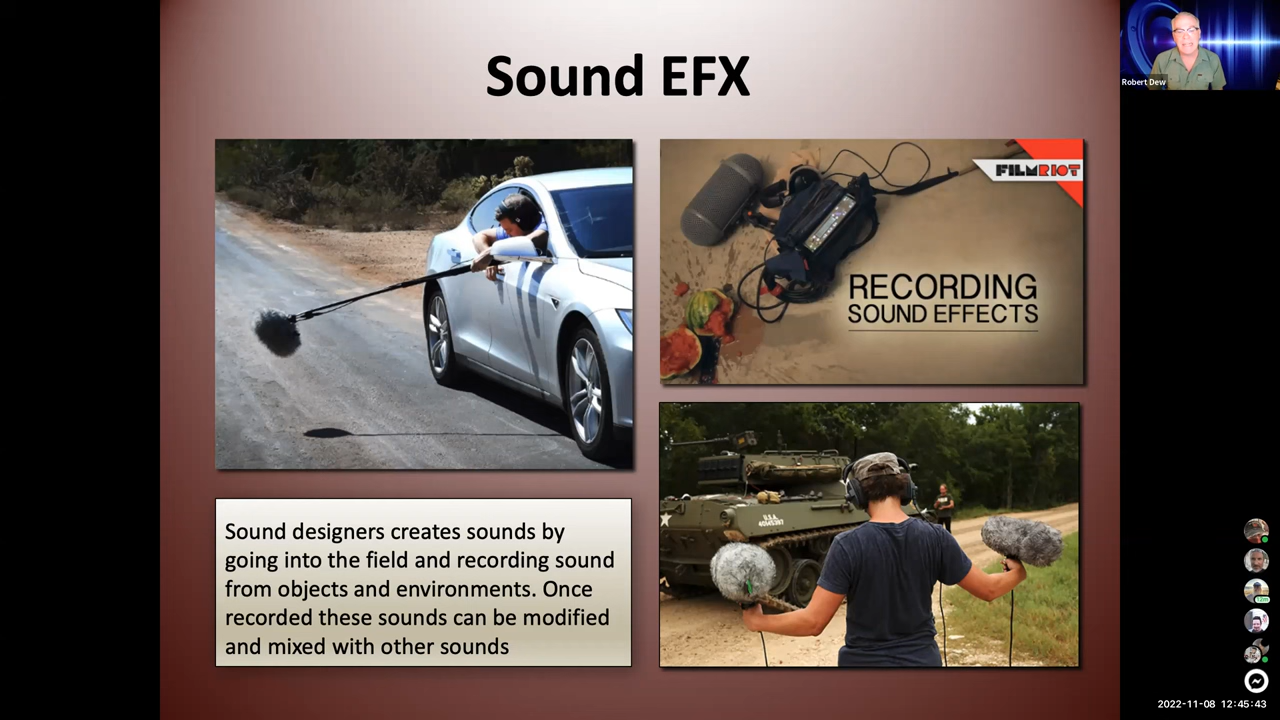 Sound EFX
Robert Dew
FILMRIOT
RECORDING
SOUND EFFECTS
U.S.A.
Sound designers creates sounds by
going into the field and recording sound
from objects and environments. Once
recorded these sounds can be modified
and mixed with other sounds
2022-11-08 12:45:43